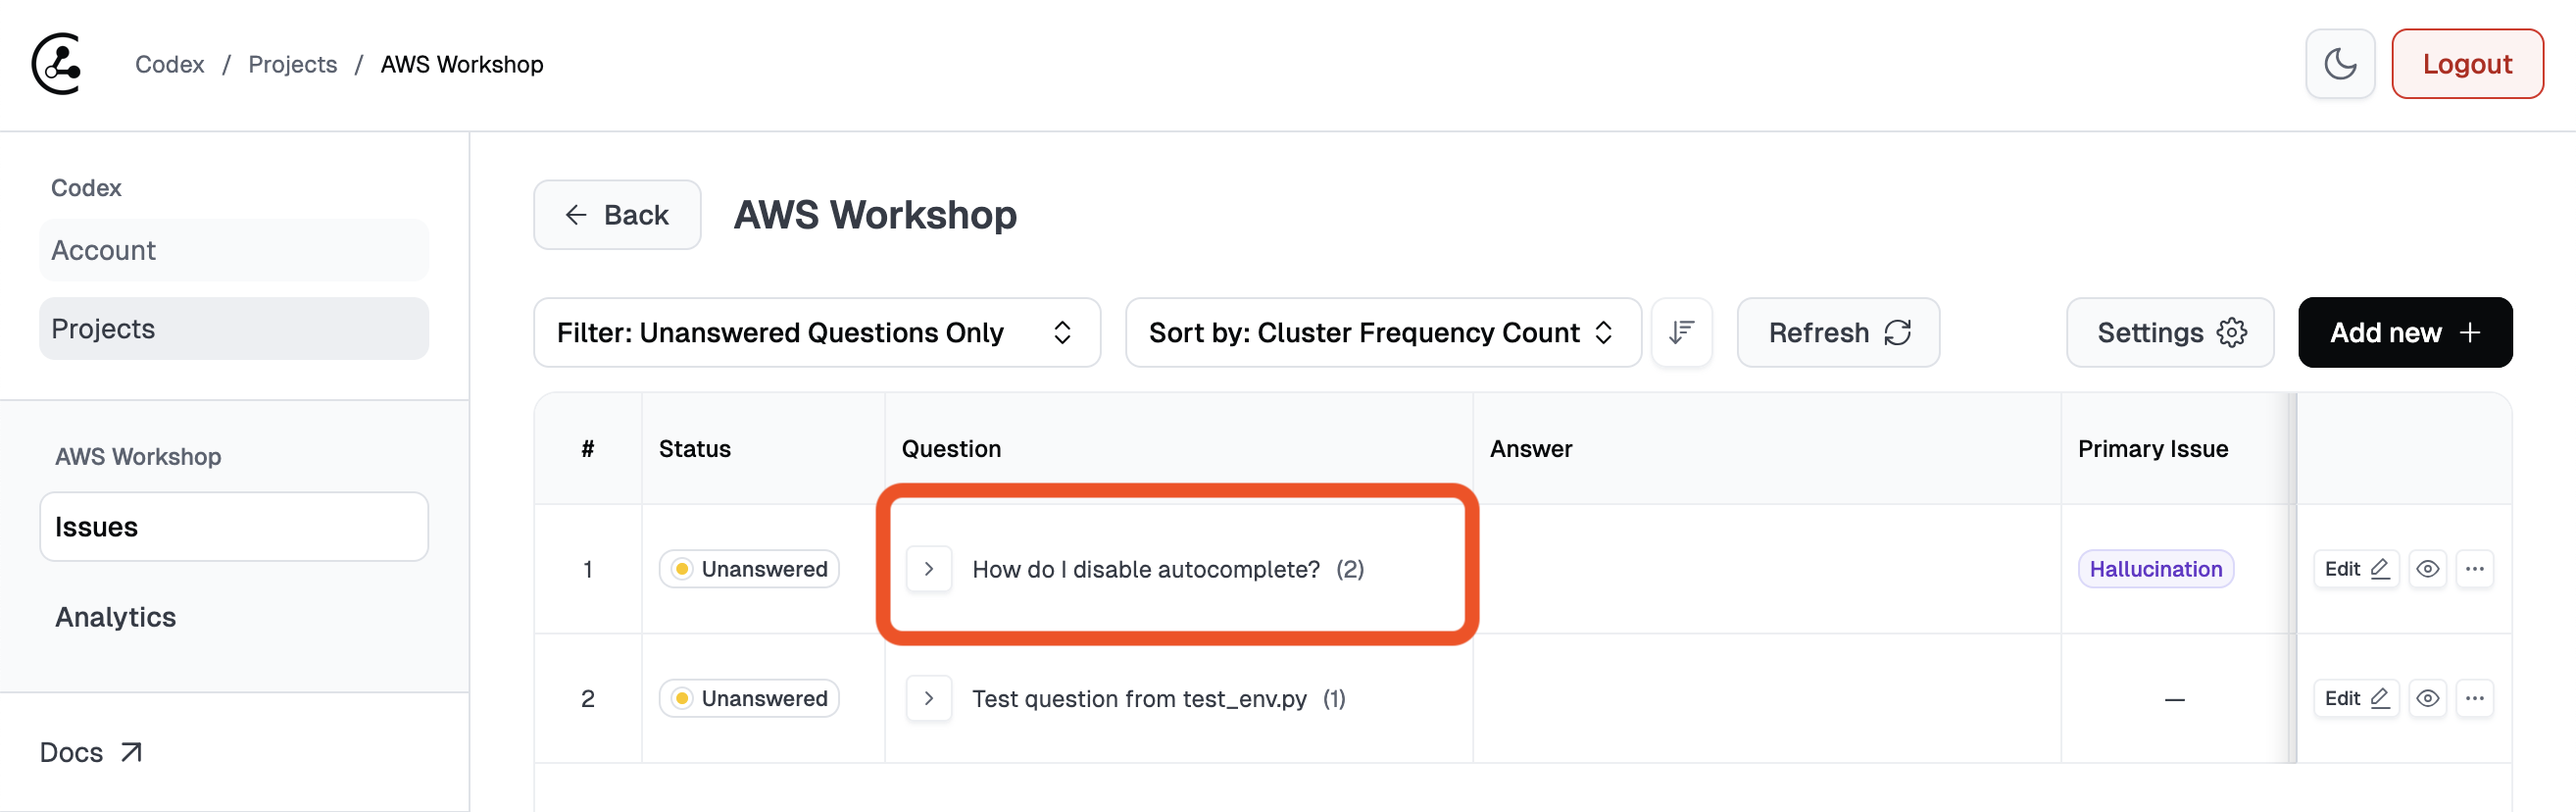 Codex / Projects / AWS Workshop
Logout
Codex
Account
Projects
AWS Workshop
Issues
Analytics
Docs
Back
AWS Workshop
Filter: Unanswered Questions Only
Sort by: Cluster Frequency Count
Refresh
Settings
Add new +
# Status Question Answer Primary Issue
1 Unanswered How do I disable autocomplete? (2) Hallucination Edit
2 Unanswered Test question from test_env.py (1) — Edit